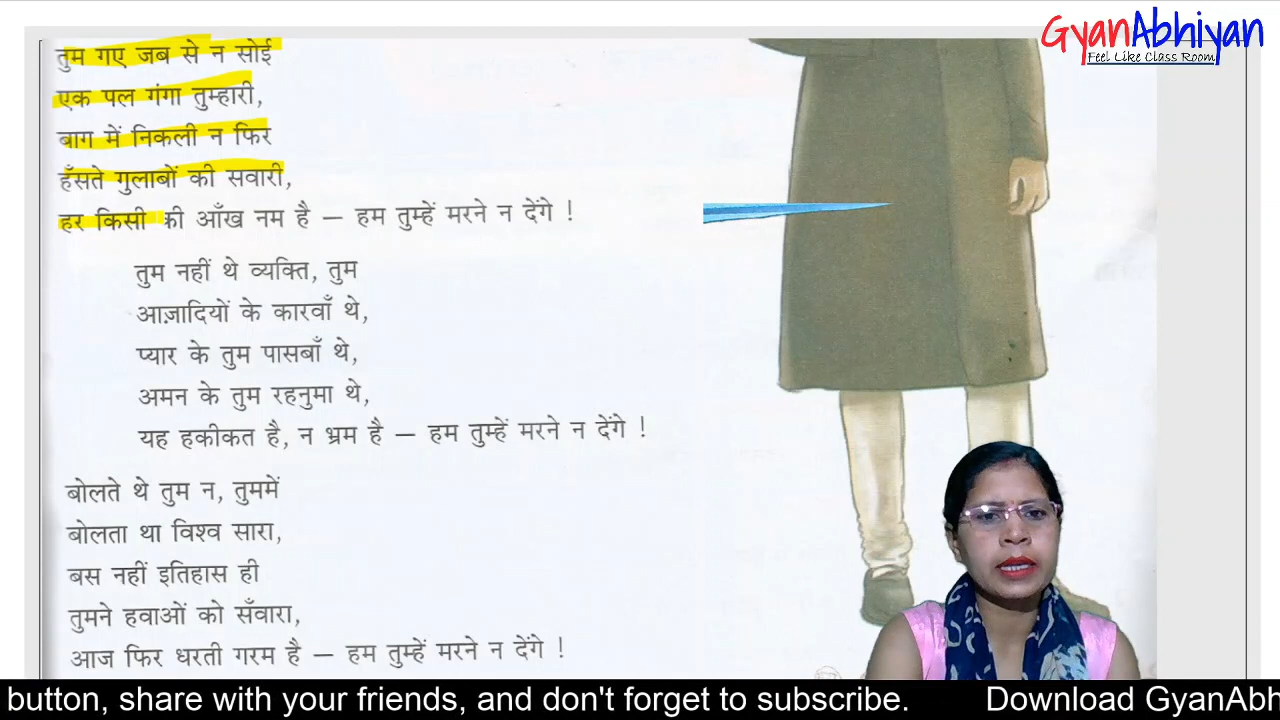 GyanAbhiyan
Feel Like Class Room
तुम गए जब से न सोई
एक पल गंगा तुम्हारी,
बाग में निकली न फिर
हँसते गुलाबों की सवारी,
हर किसी की आँख नम है – हम तुम्हें मरने न देंगे !
तुम नहीं थे व्यक्ति, तुम
आज़ादियों के कारवाँ थे,
प्यार के तुम पासबाँ थे,
अमन के तुम रहनुमा थे,
यह हकीकत है, न भ्रम है – हम तुम्हें मरने न देंगे !
बोलते थे तुम न, तुममें
बोलता था विश्व सारा,
बस नहीं इतिहास ही
तुमने हवाओं को सँवारा,
आज फिर धरती गरम है – हम तुम्हें मरने न देंगे !
button, share with your friends, and don't forget to subscribe. Download GyanAbh